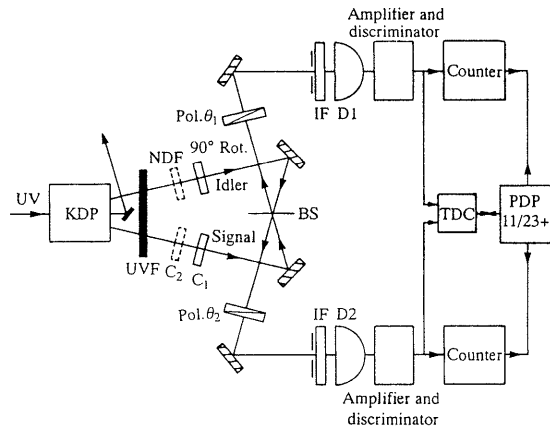 Amplifier and
discriminator
Counter
IF D1
Pol.θ1
90° Rot.
NDF
Idler
UV
KDP
BS
TDC
PDP
11/23+
Signal
UVF
C2
C1
Pol.θ2
IF D2
Counter
Amplifier and
discriminator